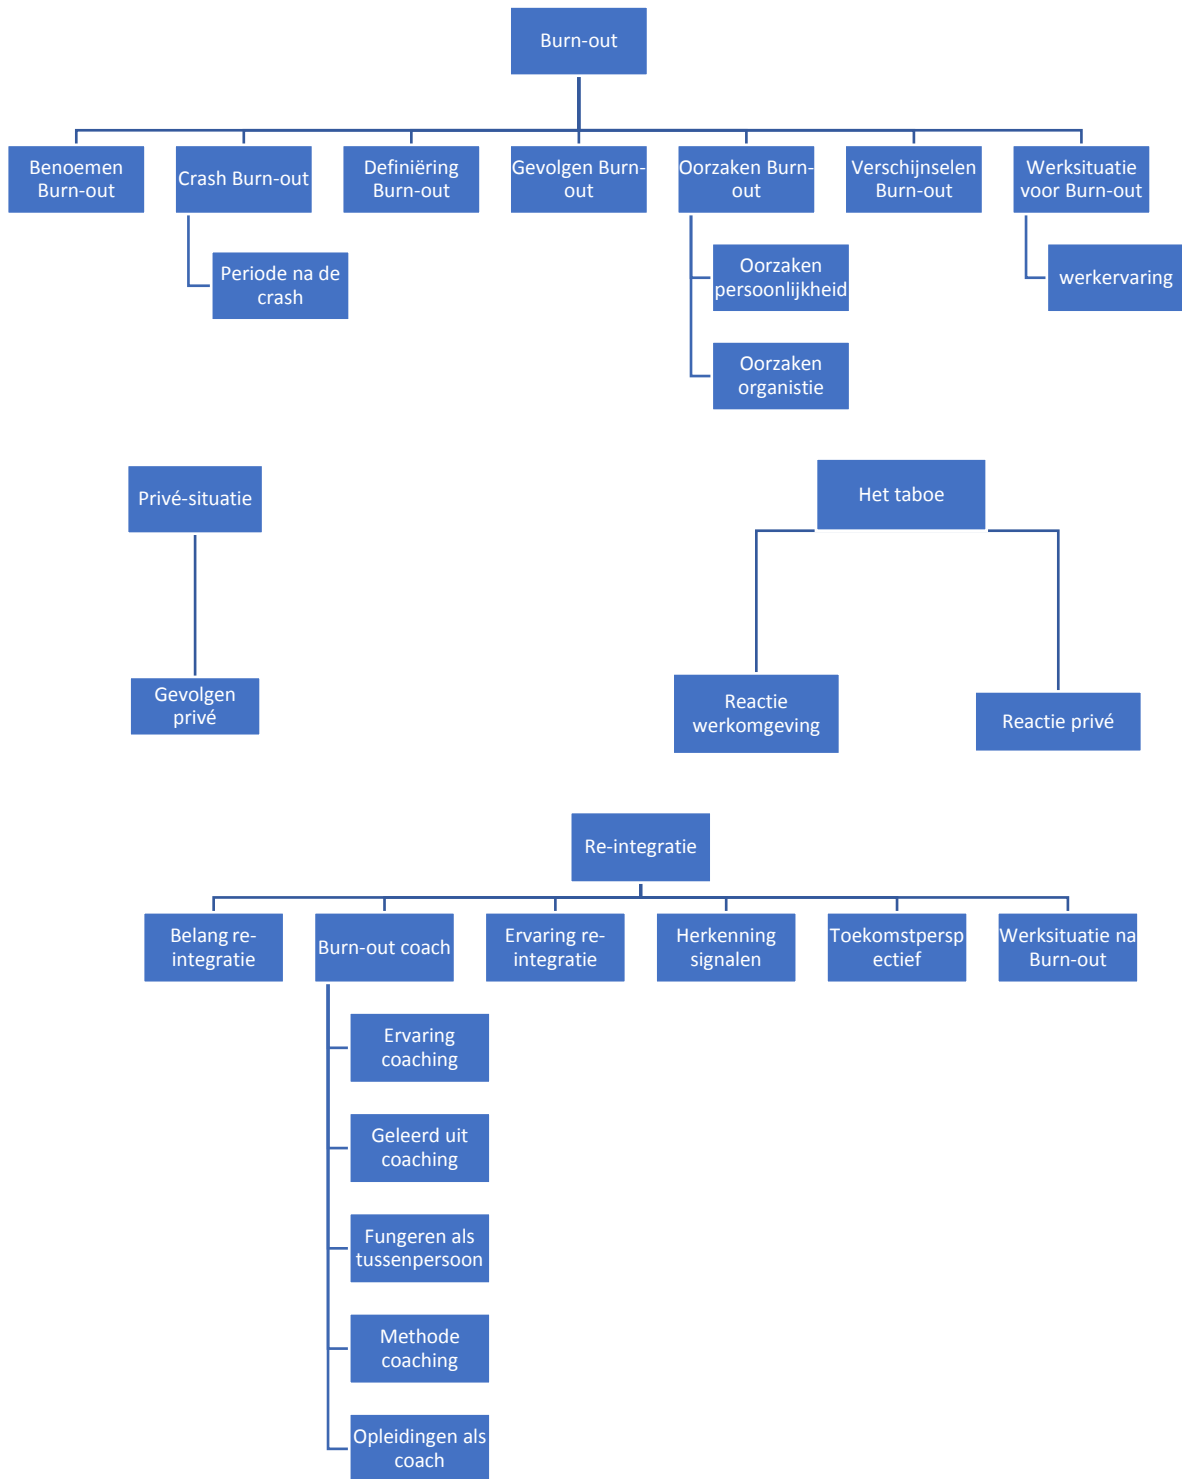 Burn-out
Benoemen
Burn-out
Crash Burn-out
Definiëring
Burn-out
Gevolgen Burn-
out
Oorzaken Burn-
out
Verschijnselen
Burn-out
Werksituatie
voor Burn-out
Periode na de
crash
Oorzaken
persoonlijkheid
werkervaring
Oorzaken
organistie
Privé-situatie
Het taboe
Gevolgen
privé
Reactie
werkomgeving
Reactie privé
Re-integratie
Belang re-
integratie
Burn-out coach
Ervaring re-
integratie
Herkenning
signalen
Toekomstpersp
ectief
Werksituatie na
Burn-out
Ervaring
coaching
Geleerd uit
coaching
Fungeren als
tussenpersoon
Methode
coaching
Opleidingen als
coach